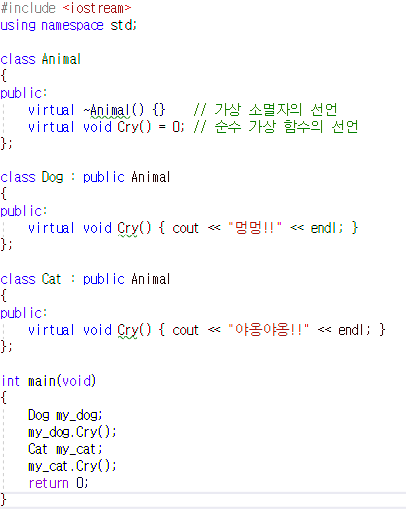 #include <iostream>
using namespace std;
class Animal
{
public:
virtual ~Animal() {} // 가상 소멸자의 선언
virtual void Cry() = 0; // 순수 가상 함수의 선언
};
class Dog : public Animal
{
public:
virtual void Cry() { cout << "멍멍!!" << endl; }
};
class Cat : public Animal
{
public:
virtual void Cry() { cout << "야옹야옹!!" << endl; }
};
int main(void)
{
Dog my_dog;
my_dog.Cry();
Cat my_cat;
my_cat.Cry();
return 0;
}